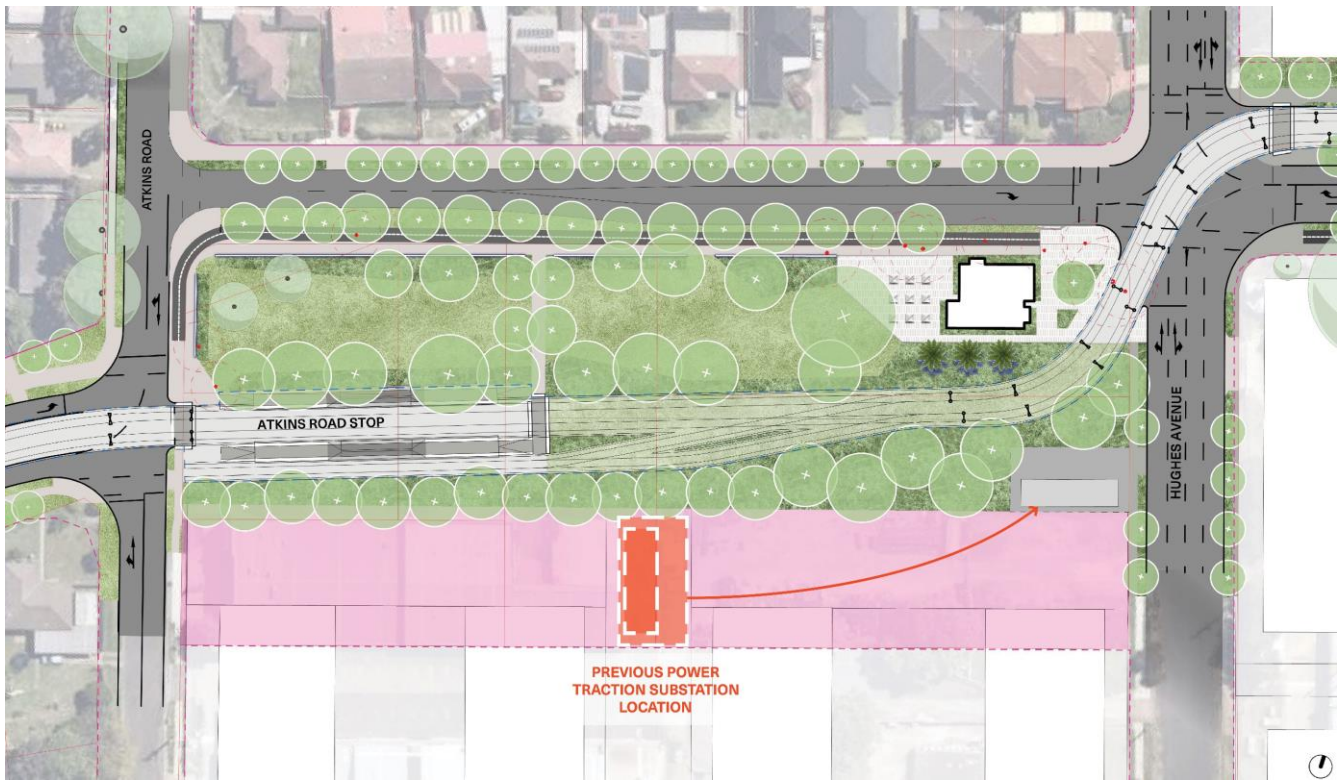 ATKINS ROAD
ATKINS ROAD STOP
HUGHES AVENUE
PREVIOUS POWER
TRACTION SUBSTATION
LOCATION